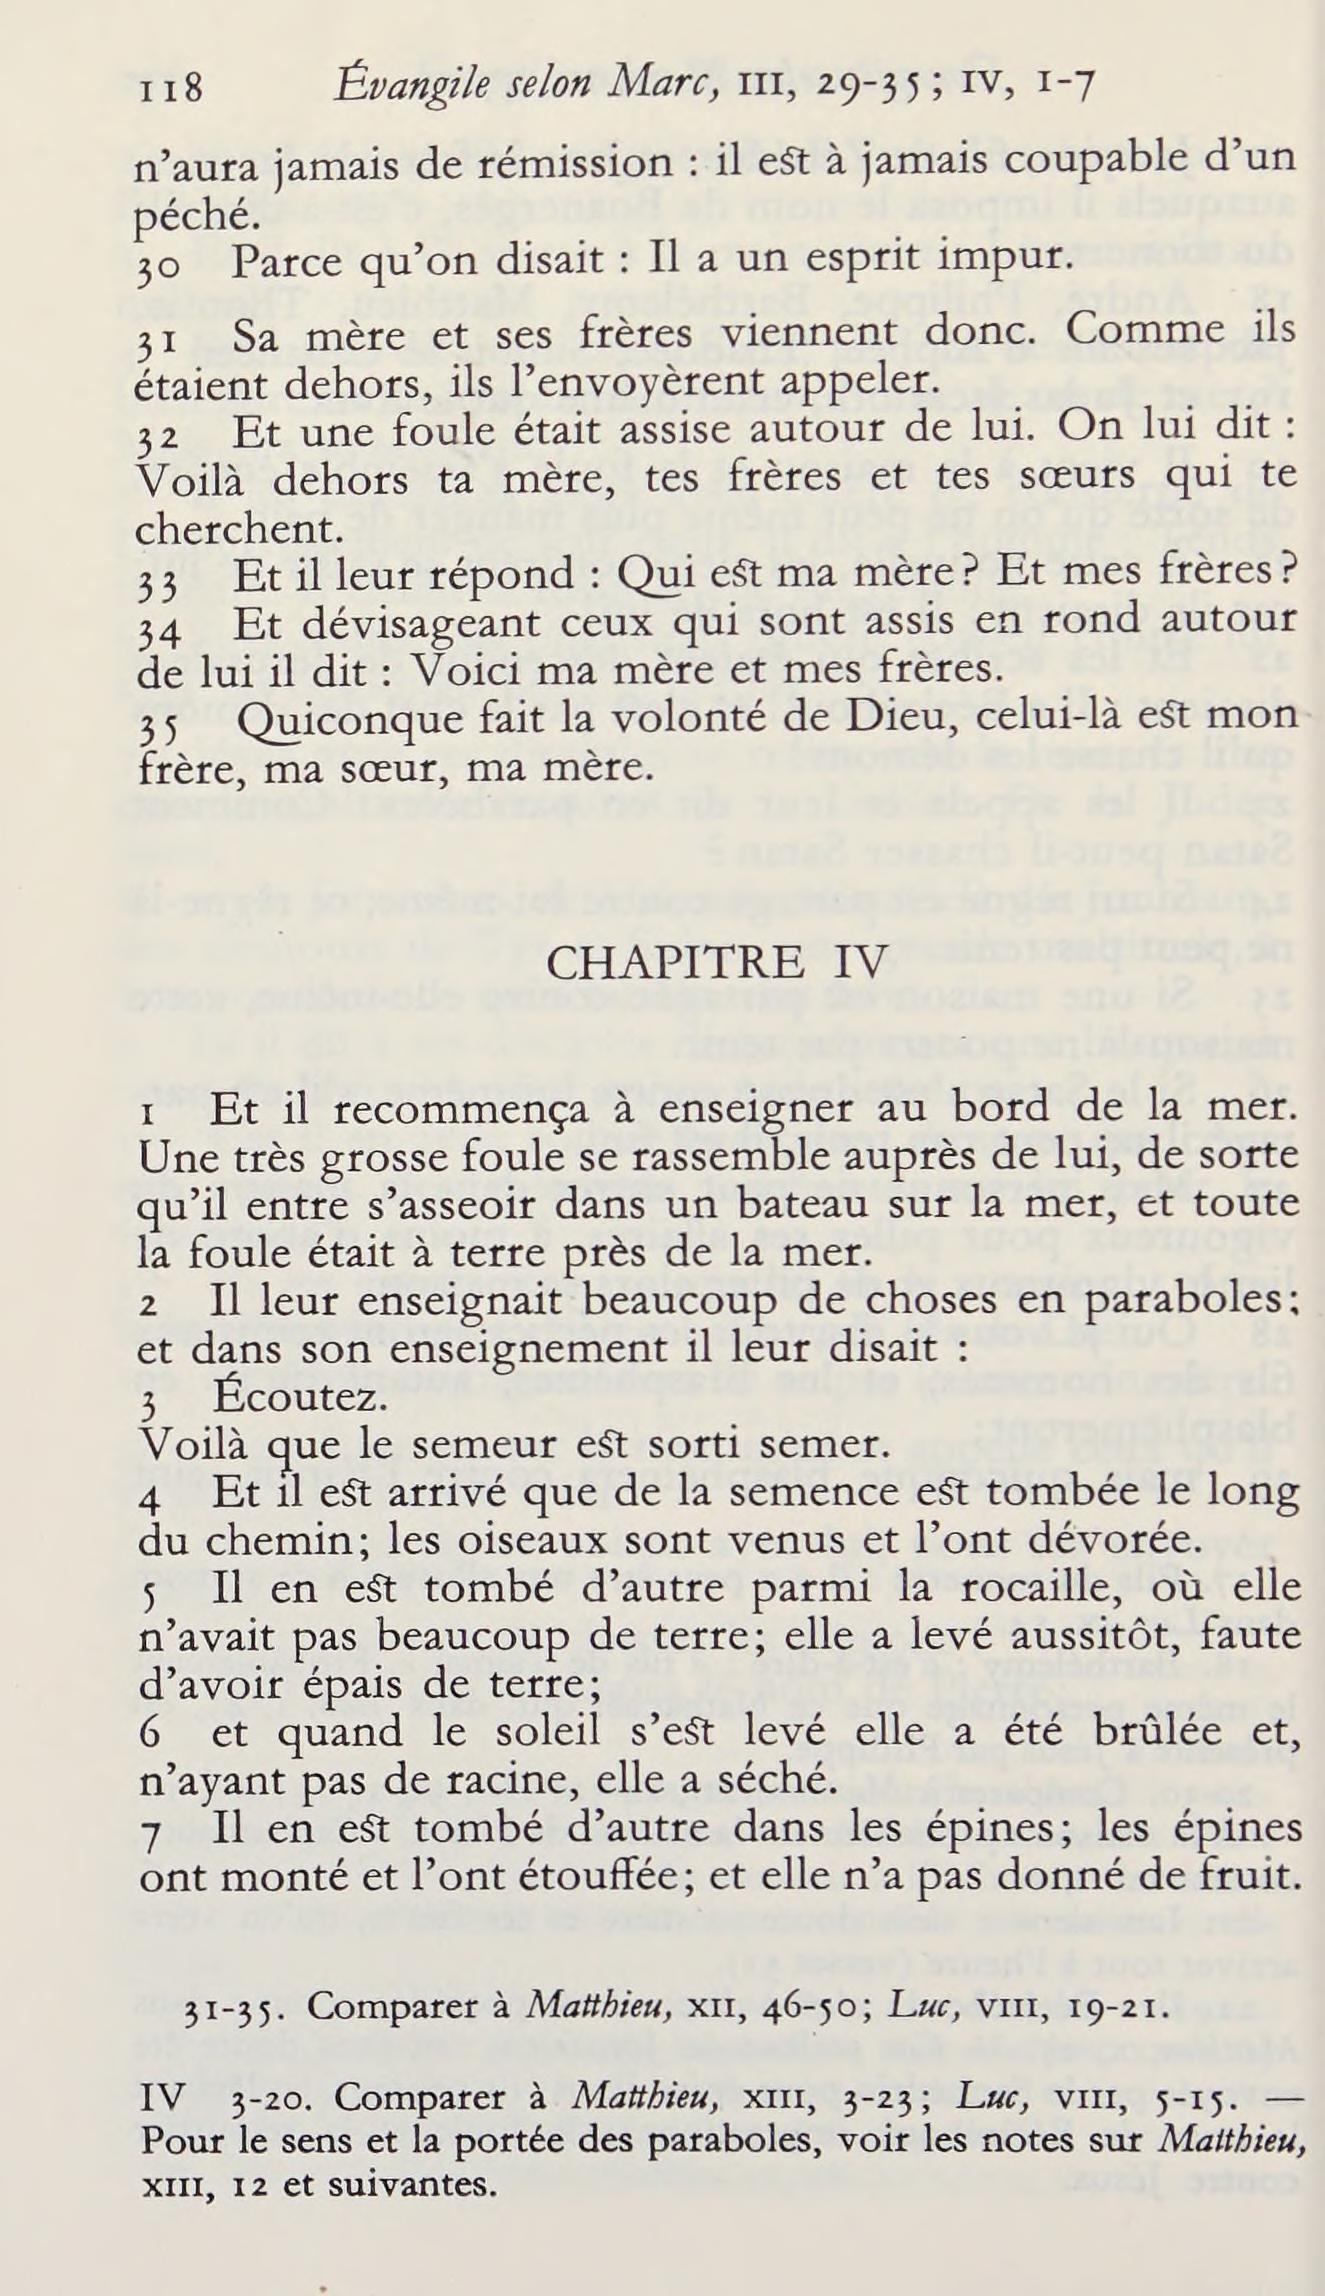 118 Évangile selon Marc, III, 29-35 ; IV, 1-7
n’aura jamais de rémission : il est à jamais coupable d’un
péché.
30 Parce qu’on disait : Il a un esprit impur.
31 Sa mère et ses frères viennent donc. Comme ils
étaient dehors, ils l’envoyèrent appeler.
32 Et une foule était assise autour de lui. On lui dit :
Voilà dehors ta mère, tes frères et tes sœurs qui te
cherchent.
33 Et il leur répond : Qui est ma mère? Et mes frères?
34 Et dévisageant ceux qui sont assis en rond autour
de lui il dit : Voici ma mère et mes frères.
35 Quiconque fait la volonté de Dieu, celui-là est mon
frère, ma sœur, ma mère.
CHAPITRE IV
1 Et il recommença à enseigner au bord de la mer.
Une très grosse foule se rassemble auprès de lui, de sorte
qu’il entre s’asseoir dans un bateau sur la mer, et toute
la foule était à terre près de la mer.
2 Il leur enseignait beaucoup de choses en paraboles;
et dans son enseignement il leur disait :
3 Écoutez.
Voilà que le semeur est sorti semer.
4 Et il est arrivé que de la semence est tombée le long
du chemin; les oiseaux sont venus et l’ont dévorée.
5 Il en est tombé d’autre parmi la rocaille, où elle
n’avait pas beaucoup de terre; elle a levé aussitôt, faute
d’avoir épais de terre;
6 et quand le soleil s’est levé elle a été brûlée et,
n’ayant pas de racine, elle a séché.
7 Il en est tombé d’autre dans les épines; les épines
ont monté et l’ont étouffée; et elle n’a pas donné de fruit.
31-35. Comparer à Matthieu, XII, 46-50; Luc, VIII, 19-21.
IV 3-20. Comparer à Matthieu, XIII, 3-23; Luc, VIII, 5-15. —
Pour le sens et la portée des paraboles, voir les notes sur Matthieu,
XIII, 12 et suivantes.